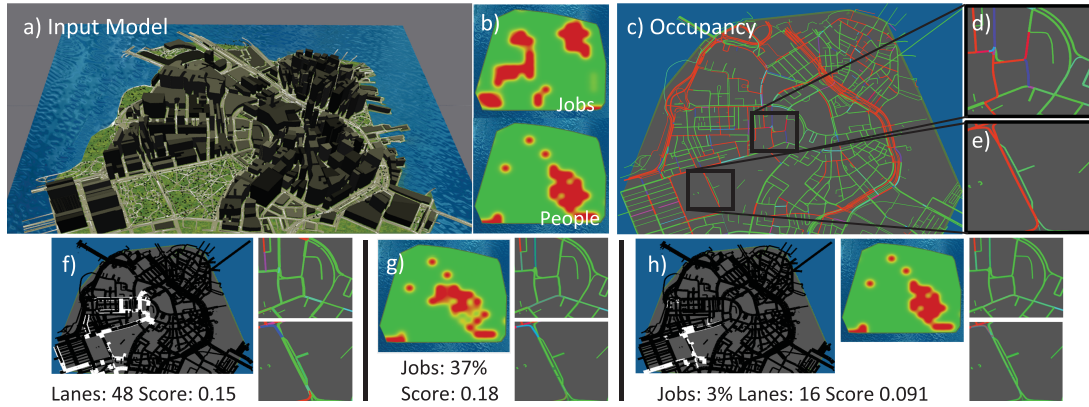 a) Input Model
b)
Jobs
People
c) Occupancy
d)
e)
f)
Lanes: 48 Score: 0.15
g)
Jobs: 37%
Score: 0.18
h)
Jobs: 3% Lanes: 16 Score 0.091